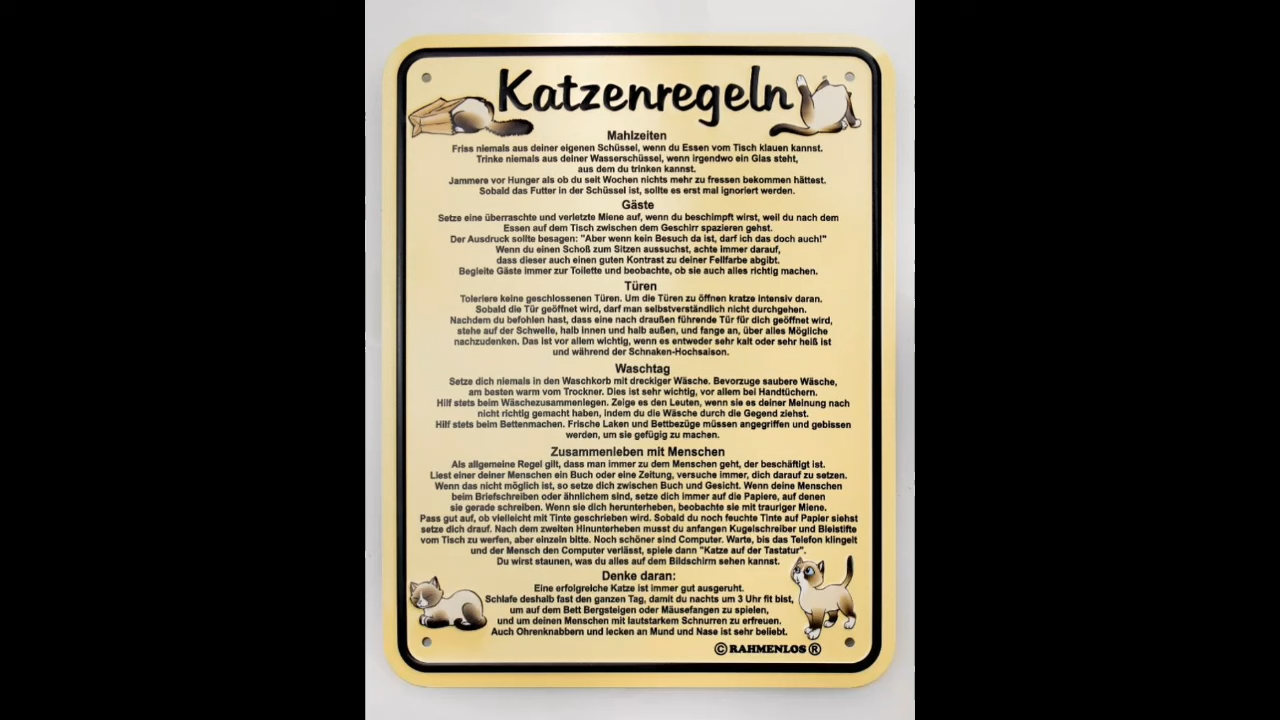 Katzenregeln
Mahlzeiten
Friss niemals aus deiner eigenen Schüssel, wenn du Essen vom Tisch klauen kannst.
Trinke niemals aus deiner Wasserschüssel, wenn irgendwo ein Glas steht,
aus dem du trinken kannst.
Jammere vor Hunger als ob du seit Wochen nichts mehr zu fressen bekommen hättest.
Sobald das Futter in der Schüssel ist, sollte es erst mal ignoriert werden.
Gäste
Setze eine überraschte und verletzte Miene auf, wenn du beschimpft wirst, weil du nach dem
Essen auf dem Tisch zwischen dem Geschirr spazieren gehst.
Der Ausdruck sollte besagen: "Aber wenn kein Besuch da ist, darf ich das doch auch!"
Wenn du einen Schoß zum Sitzen aussuchst, achte immer darauf,
dass dieser auch einen guten Kontrast zu deiner Fellfarbe abgibt.
Begleite Gäste immer zur Toilette und beobachte, ob sie auch alles richtig machen.
Türen
Toleriere keine geschlossenen Türen. Um die Türen zu öffnen kratze intensiv daran.
Sobald die Tür geöffnet wird, darf man selbstverständlich nicht durchgehen.
Nachdem du befohlen hast, dass eine nach draußen führende Tür für dich geöffnet wird,
stehe auf der Schwelle, halb innen und halb außen, und fange an, über alles Mögliche
nachzudenken. Das ist vor allem wichtig, wenn es entweder sehr kalt oder sehr heiß ist
und während der Schnaken-Hochsaison.
Waschtag
Setze dich niemals in den Waschkorb mit dreckiger Wäsche. Bevorzuge saubere Wäsche,
am besten warm vom Trockner. Dies ist sehr wichtig, vor allem bei Handtüchern.
Hilf stets beim Wäschezusammenlegen. Zeige es den Leuten, wenn sie es deiner Meinung nach
nicht richtig gemacht haben, indem du die Wäsche durch die Gegend ziehst.
Hilf stets beim Bettenmachen. Frische Laken und Bettbezüge müssen angegriffen und gebissen
werden, um sie gefügig zu machen.
Zusammenleben mit Menschen
Als allgemeine Regel gilt, dass man immer zu dem Menschen geht, der beschäftigt ist.
Liest einer deiner Menschen ein Buch oder eine Zeitung, versuche immer, dich darauf zu setzen.
Wenn das nicht möglich ist, so setze dich zwischen Buch und Gesicht. Wenn deine Menschen
beim Briefschreiben oder ähnlichem sind, setze dich immer auf die Papiere, auf denen
sie gerade schreiben. Wenn sie dich herunterheben, beobachte sie mit trauriger Miene.
Pass gut auf, ob vielleicht mit Tinte geschrieben wird. Sobald du noch feuchte Tinte auf Papier siehst
setze dich drauf. Nach dem zweiten Hinunterheben musst du anfangen Kugelschreiber und Bleistifte
vom Tisch zu werfen, aber einzeln bitte. Noch schöner sind Computer. Warte, bis das Telefon klingelt
und der Mensch den Computer verlässt, spiele dann "Katze auf der Tastatur".
Du wirst staunen, was du alles auf dem Bildschirm sehen kannst.
Denke daran:
Eine erfolgreiche Katze ist immer gut ausgeruht.
Schlafe deshalb fast den ganzen Tag, damit du nachts um 3 Uhr fit bist,
um auf dem Bett Bergsteigen oder Mäusefangen zu spielen,
und um deinen Menschen mit lautstarkem Schnurren zu erfreuen.
Auch Ohrenknabbern und lecken an Mund und Nase ist sehr beliebt.
© RAHMENLOS ®